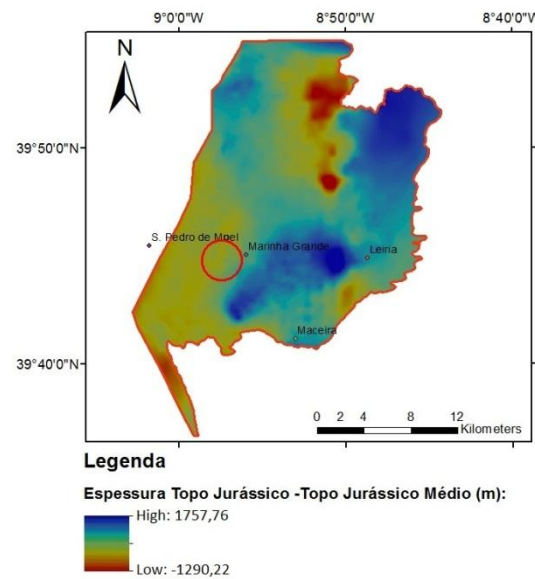 9°0'0"W 8°50'0"W 8°40'0"W
N
39°50'0"N
S. Pedro de Moel
Marinha Grande
Leiria
Maceira
39°40'0"N
0 2 4 8 12
Kilometers
Legenda
Espessura Topo Jurássico -Topo Jurássico Médio (m):
High: 1757,76
Low: -1290,22